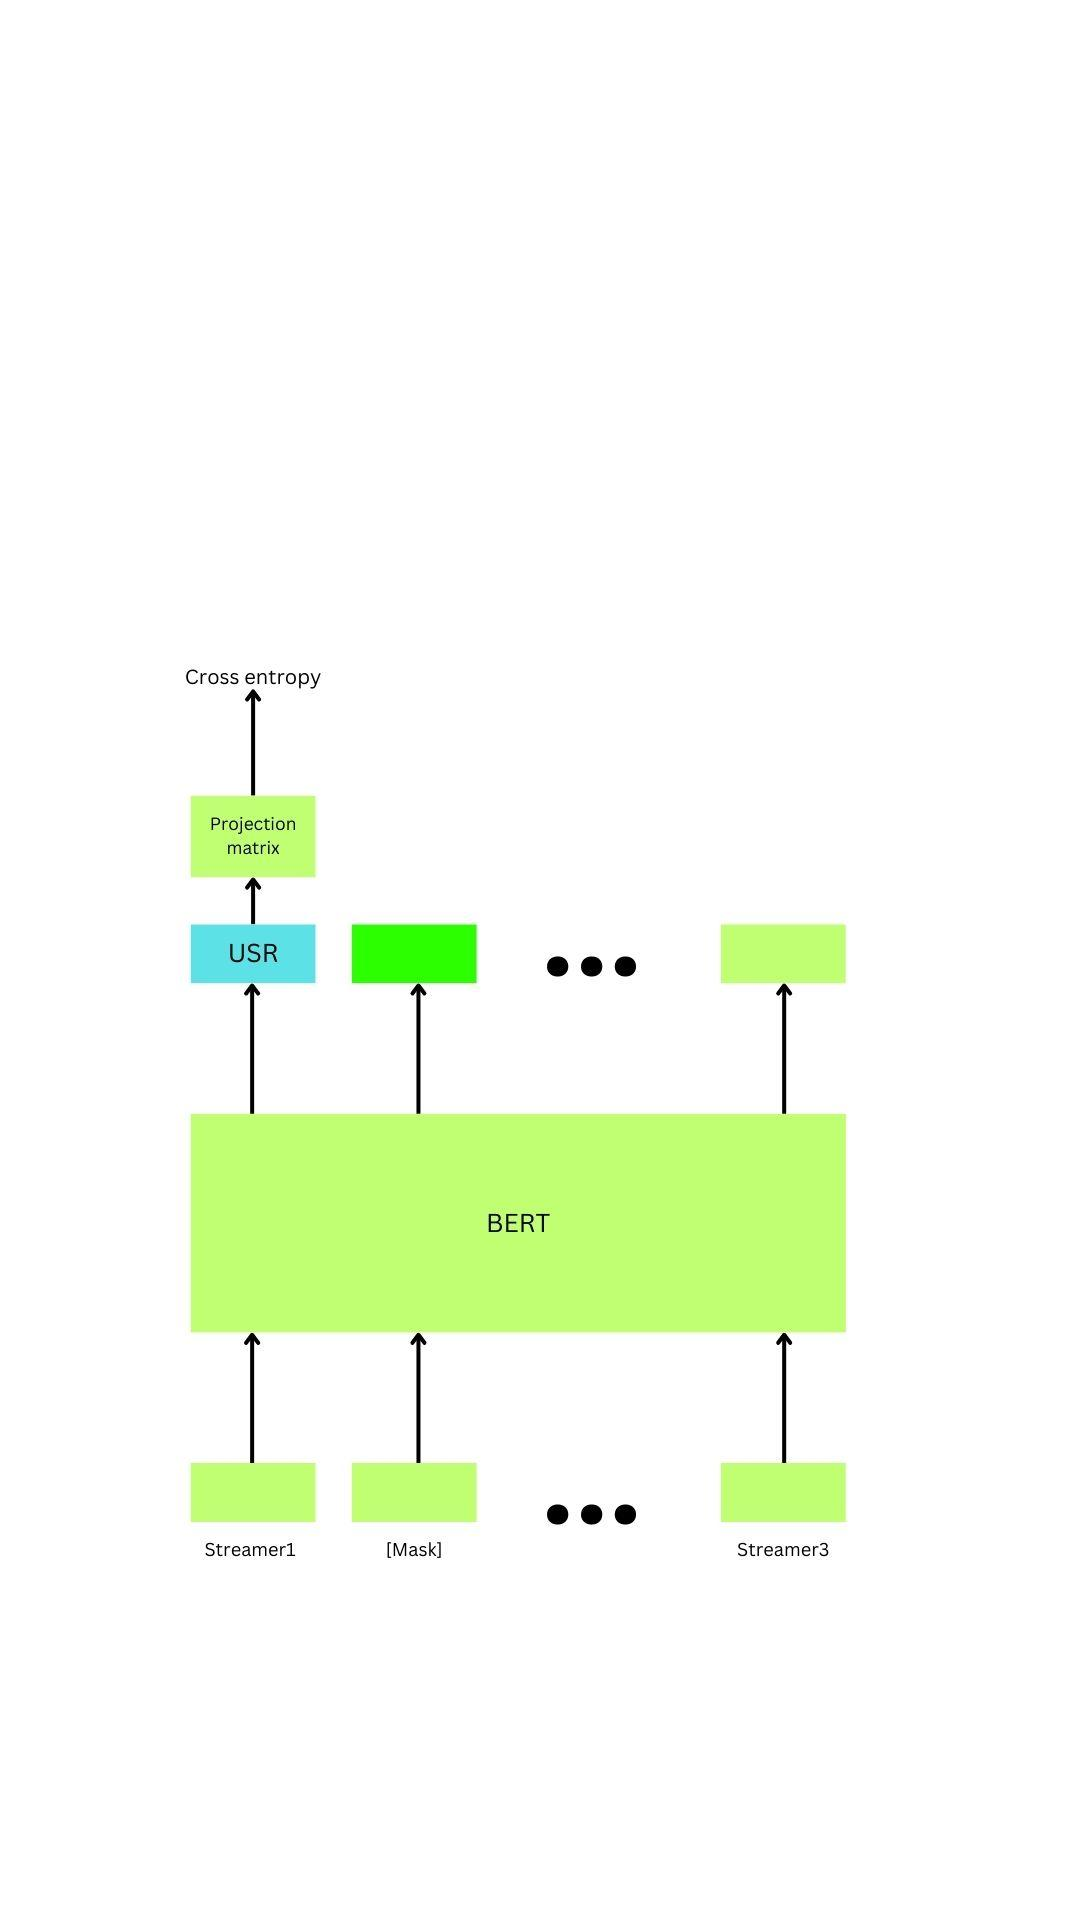 Cross entropy
Projection
matrix
USR
BERT
Streamer1
[Mask]
Streamer3